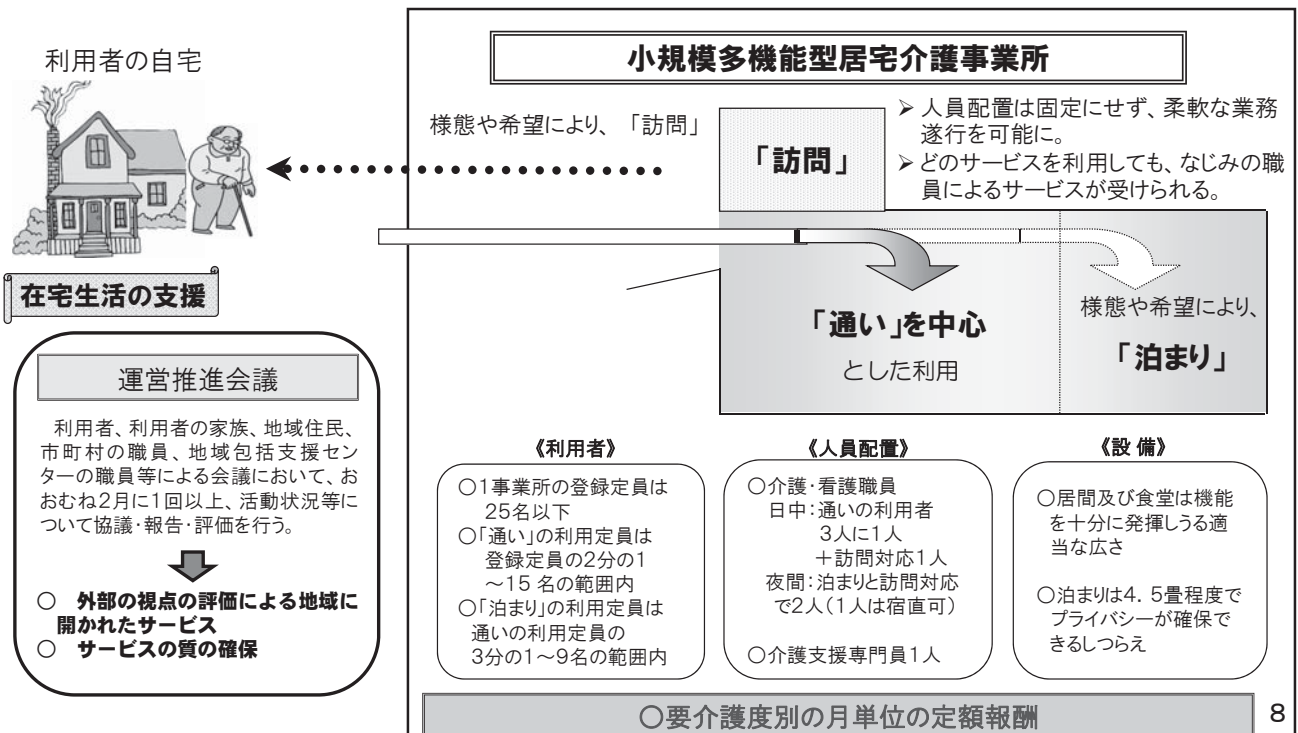 利用者の自宅
小規模多機能型居宅介護事業所
様態や希望により、「訪問」
「訪問」
➢ 人員配置は固定にせず、柔軟な業務
遂行を可能に。
➢ どのサービスを利用しても、なじみの職
員によるサービスが受けられる。
在宅生活の支援
「通い」を中心
とした利用
様態や希望により、
「泊まり」
運営推進会議
利用者、利用者の家族、地域住民、
市町村の職員、地域包括支援セン
ターの職員等による会議において、お
おむね2月に1回以上、活動状況等に
ついて協議・報告・評価を行う。
○ 外部の視点の評価による地域に
開かれたサービス
○ サービスの質の確保
《利用者》
○1事業所の登録定員は
25名以下
○「通い」の利用定員は
登録定員の2分の1
～15 名の範囲内
○「泊まり」の利用定員は
通いの利用定員の
3分の1～9名の範囲内
《人員配置》
○介護・看護職員
日中：通いの利用者
3人に1人
＋訪問対応1人
夜間：泊まりと訪問対応
で2人（1人は宿直可）
○介護支援専門員1人
《設 備》
○居間及び食堂は機能
を十分に発揮しうる適
当な広さ
○泊まりは4．5畳程度で
プライバシーが確保で
きるしつらえ
○要介護度別の月単位の定額報酬
8